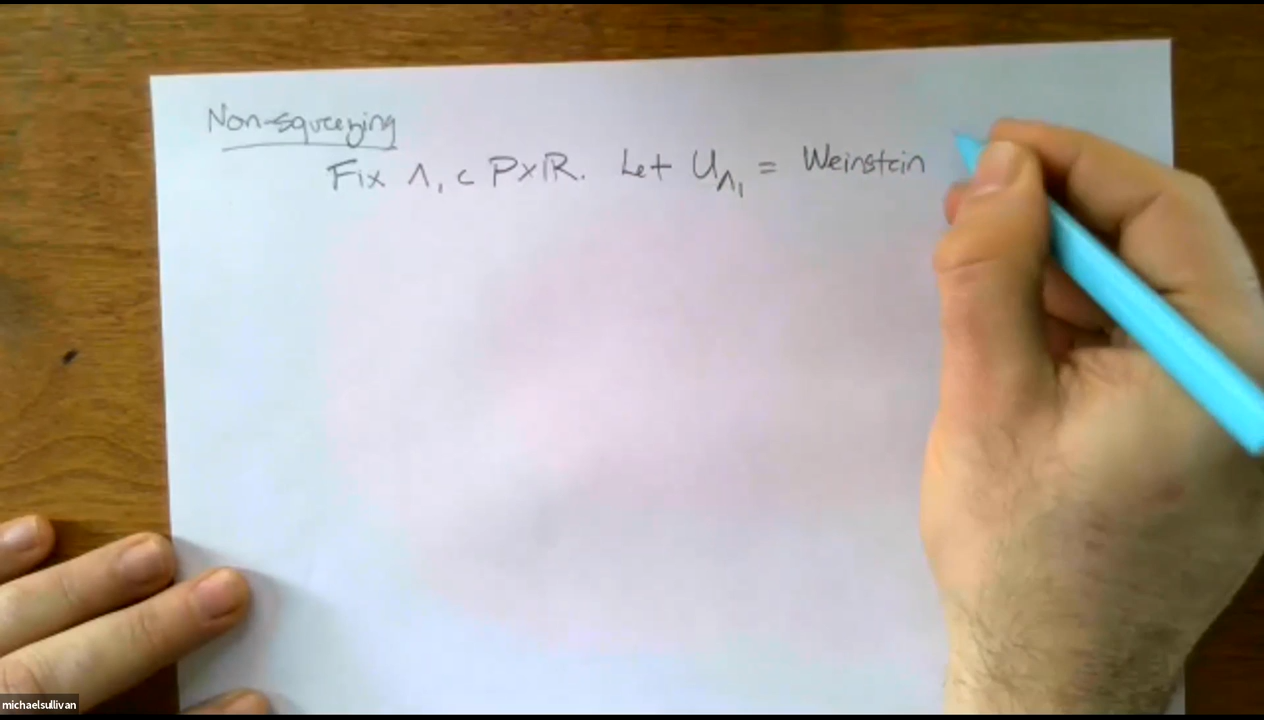 Non-squeezing
Fix Λ₁ ⊂ P×ℝ. Let U_Λ₁ = Weinstein
michaelsullivan